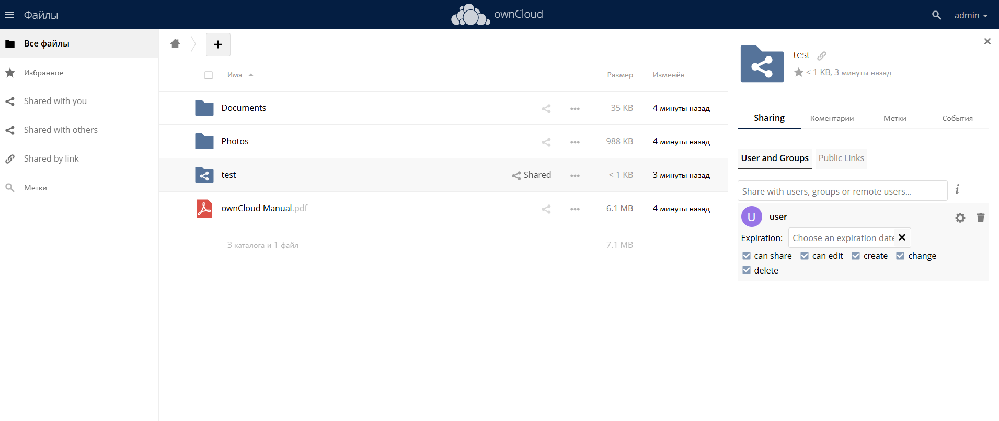 Файлы
ownCloud
admin
Все файлы
Избранное
Shared with you
Shared with others
Shared by link
Метки
Имя Размер Изменён
Documents 35 KB 4 минуты назад
Photos 988 KB 4 минуты назад
test Shared < 1 KB 3 минуты назад
ownCloud Manual.pdf 6.1 MB 4 минуты назад
3 каталога и 1 файл 7.1 MB
test
< 1 KB, 3 минуты назад
Sharing Коментарии Метки События
User and Groups Public Links
Share with users, groups or remote users...
i
U user
Expiration: Choose an expiration date
can share can edit create change
delete